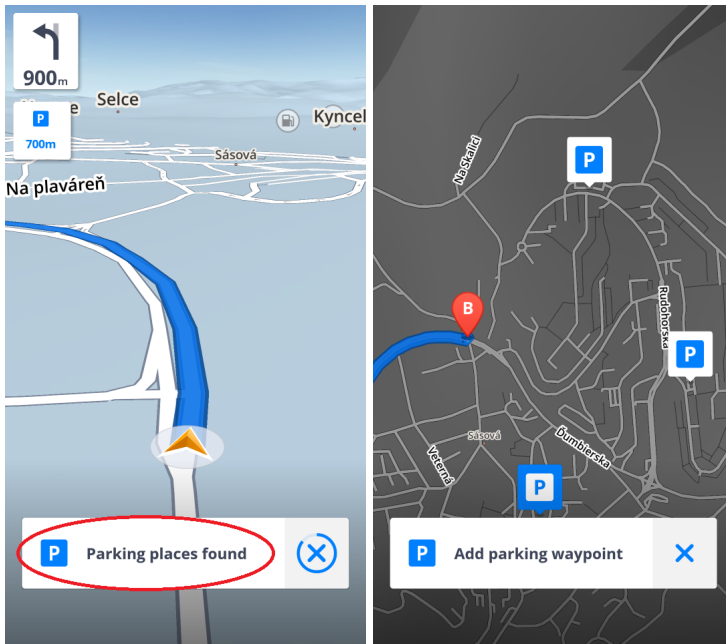 900m
Selce
P
Kyncel
700m
Sásová
Na plaváreň
P Parking places found
Na Skalici
P
B
Rudohorská
P
Sásová
Ďumbierska
Veterná
P
P Add parking waypoint